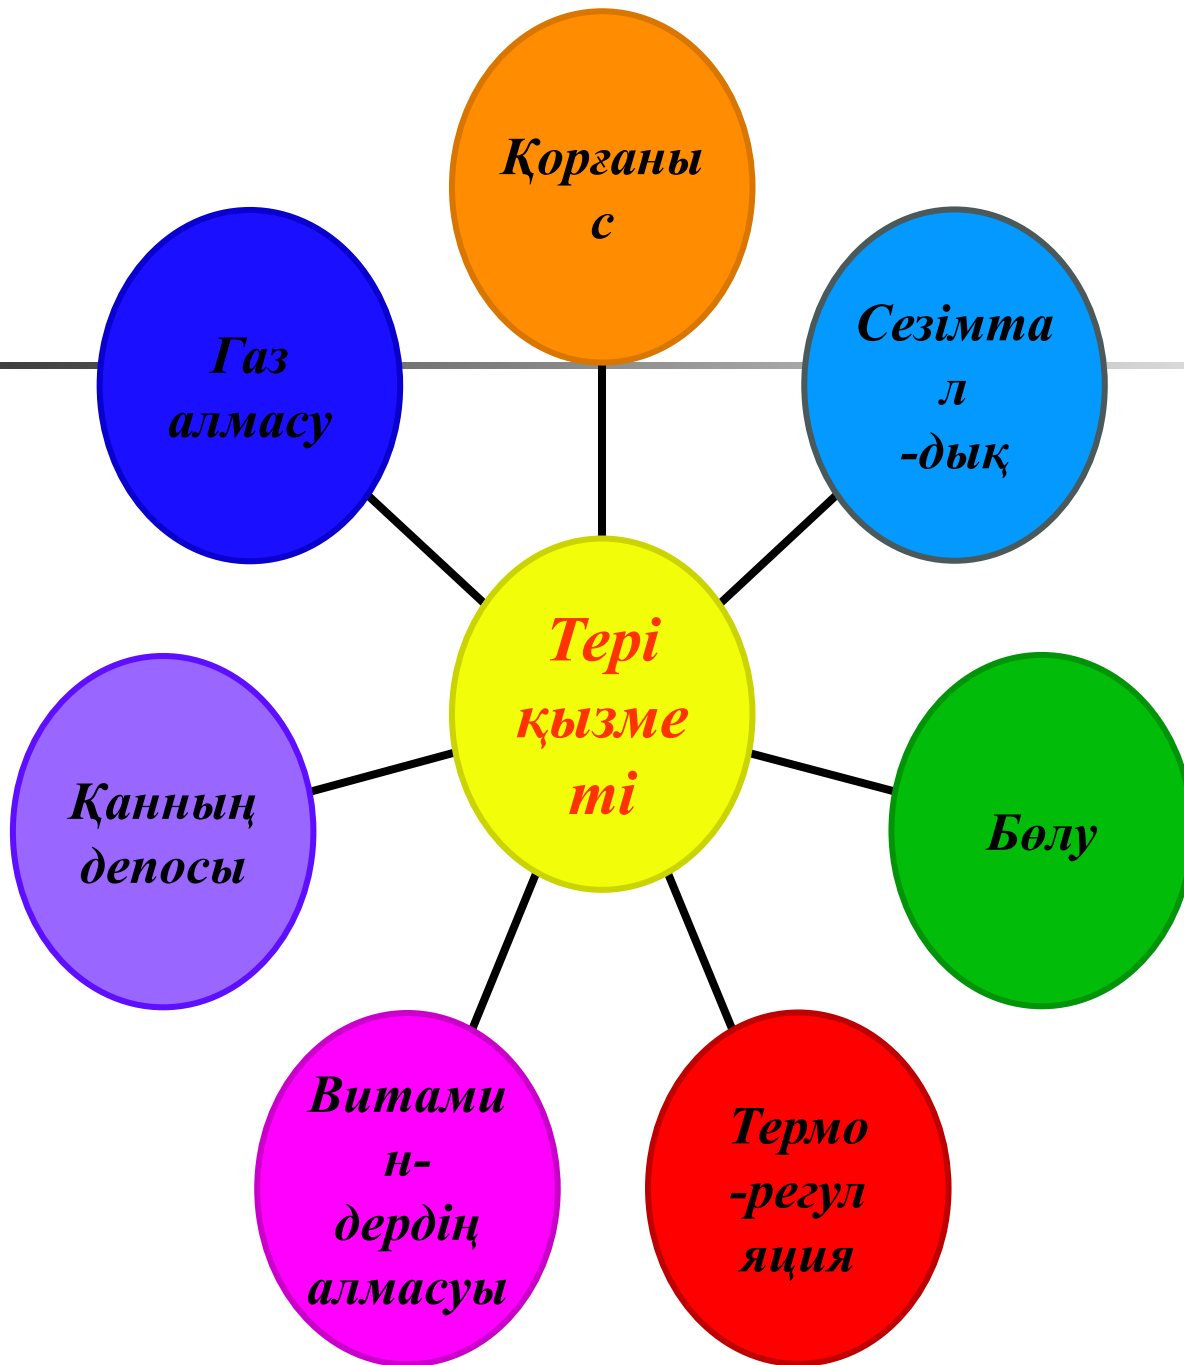 Қорғаны
с
Сезімта
л
-дық
Газ
алмасу
Тері
қызме
ті
Қанның
депосы
Бөлу
Витами
н-
дердің
алмасуы
Термо
-регул
яция